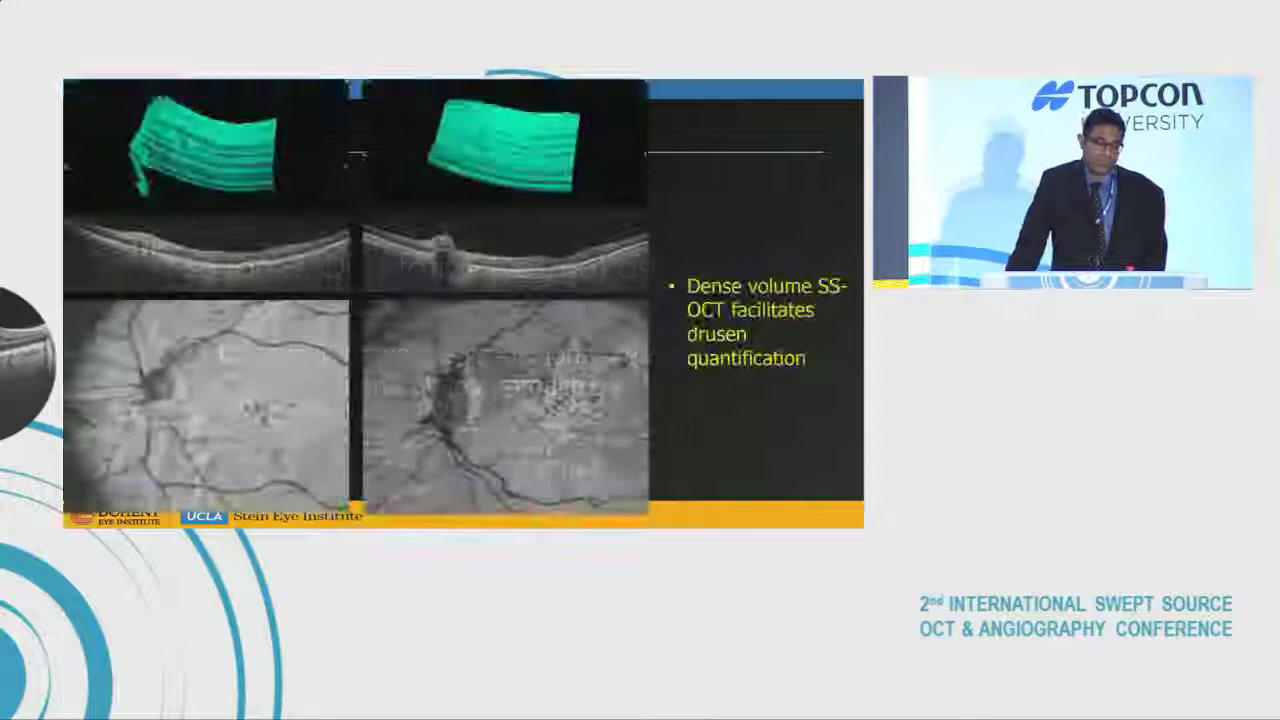 TOPCON
UNIVERSITY
Dense volume SS-
OCT facilitates
drusen
quantification
DOHENY
EYE INSTITUTE
UCLA
Stein Eye Institute
2nd INTERNATIONAL SWEPT SOURCE
OCT & ANGIOGRAPHY CONFERENCE